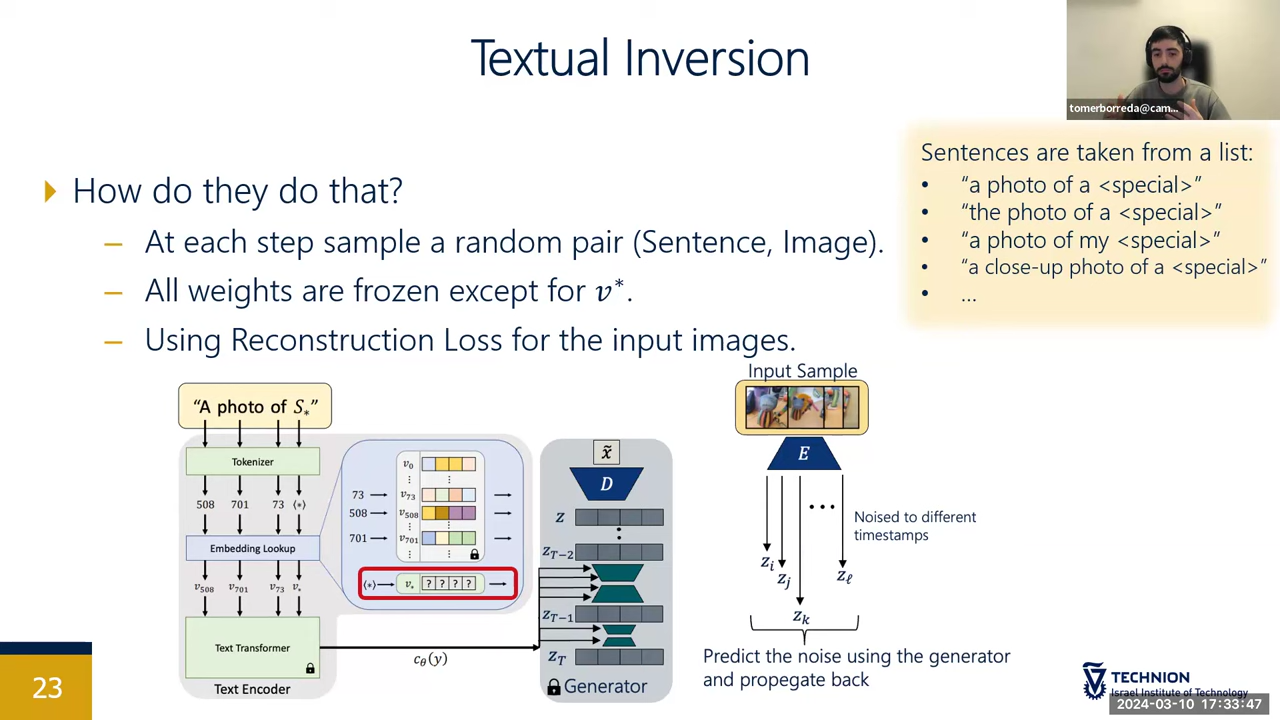 Textual Inversion
tomerborreda@cam...
How do they do that?
– At each step sample a random pair (Sentence, Image).
– All weights are frozen except for v*.
– Using Reconstruction Loss for the input images.
Sentences are taken from a list:
• “a photo of a <special>”
• “the photo of a <special>”
• “a photo of my <special>”
• “a close-up photo of a <special>”
• ...
“A photo of S*”
Tokenizer
508 701 73 ⟨*⟩
Embedding Lookup
v508 v701 v73 v*
Text Transformer
Text Encoder
v0
73 v73
508 v508
701 v701
⟨*⟩ v* ? ? ? ?
cθ(y)
x̃
D
Z
ZT-2
ZT-1
ZT
Generator
Input Sample
E
...
Noised to different
timestamps
zi
zj
zℓ
zk
Predict the noise using the generator
and propegate back
23
TECHNION
Israel Institute of Technology
2024-03-10 17:33:47